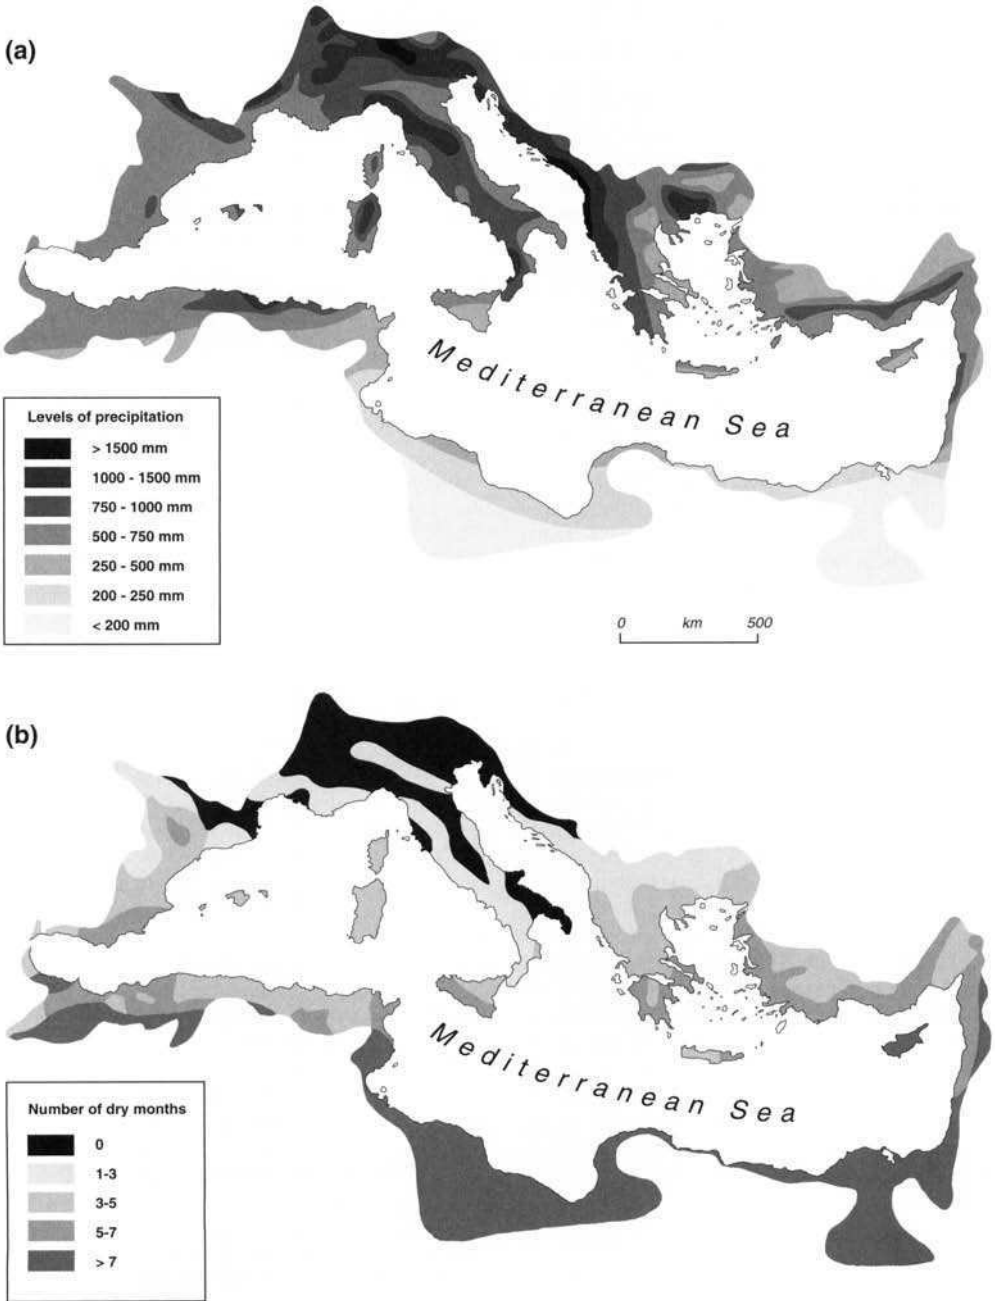 (a)
Mediterranean Sea
Levels of precipitation
> 1500 mm
1000 - 1500 mm
750 - 1000 mm
500 - 750 mm
250 - 500 mm
200 - 250 mm
< 200 mm
0 km 500
(b)
Mediterranean Sea
Number of dry months
0
1-3
3-5
5-7
> 7